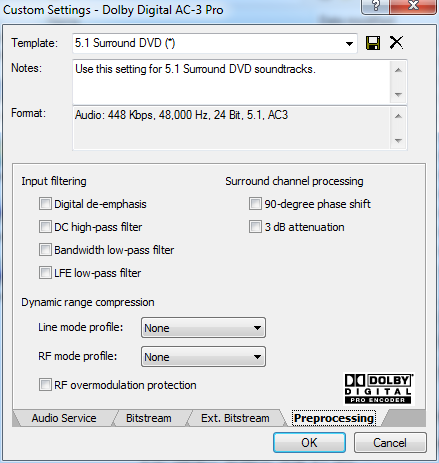 Custom Settings - Dolby Digital AC-3 Pro
?
Template:
5.1 Surround DVD (*)
Notes:
Use this setting for 5.1 Surround DVD soundtracks.
Format:
Audio: 448 Kbps, 48,000 Hz, 24 Bit, 5.1, AC3
Input filtering
Surround channel processing
Digital de-emphasis
90-degree phase shift
DC high-pass filter
3 dB attenuation
Bandwidth low-pass filter
LFE low-pass filter
Dynamic range compression
Line mode profile:
None
RF mode profile:
None
RF overmodulation protection
DOLBY
DIGITAL
PRO ENCODER
Audio Service
Bitstream
Ext. Bitstream
Preprocessing
OK
Cancel